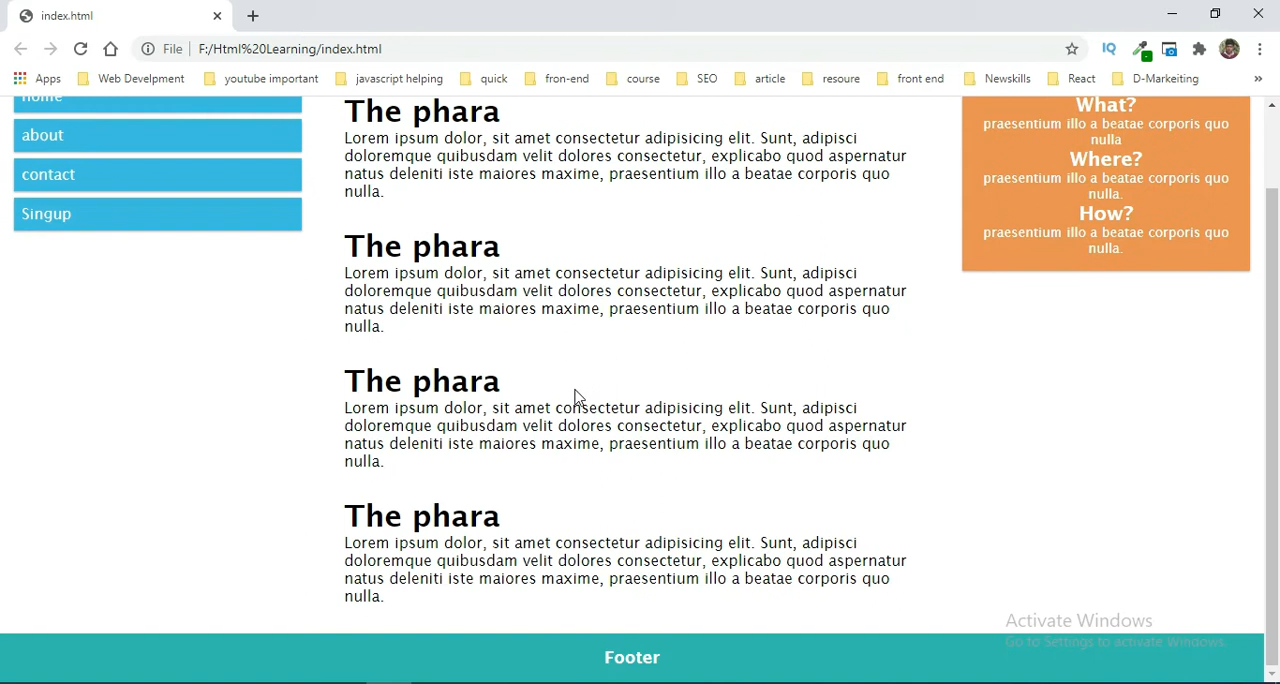 index.html
File
F:/Html%20Learning/index.html
IQ
Apps
Web Develpment
youtube important
javascript helping
quick
fron-end
course
SEO
article
resoure
front end
Newskills
React
D-Markeiting
»
home
about
contact
Singup
The phara
Lorem ipsum dolor, sit amet consectetur adipisicing elit. Sunt, adipisci
doloremque quibusdam velit dolores consectetur, explicabo quod aspernatur
natus deleniti iste maiores maxime, praesentium illo a beatae corporis quo
nulla.
The phara
Lorem ipsum dolor, sit amet consectetur adipisicing elit. Sunt, adipisci
doloremque quibusdam velit dolores consectetur, explicabo quod aspernatur
natus deleniti iste maiores maxime, praesentium illo a beatae corporis quo
nulla.
The phara
Lorem ipsum dolor, sit amet consectetur adipisicing elit. Sunt, adipisci
doloremque quibusdam velit dolores consectetur, explicabo quod aspernatur
natus deleniti iste maiores maxime, praesentium illo a beatae corporis quo
nulla.
The phara
Lorem ipsum dolor, sit amet consectetur adipisicing elit. Sunt, adipisci
doloremque quibusdam velit dolores consectetur, explicabo quod aspernatur
natus deleniti iste maiores maxime, praesentium illo a beatae corporis quo
nulla.
What?
praesentium illo a beatae corporis quo
nulla
Where?
praesentium illo a beatae corporis quo
nulla.
How?
praesentium illo a beatae corporis quo
nulla.
Activate Windows
Go to Settings to activate Windows.
Footer